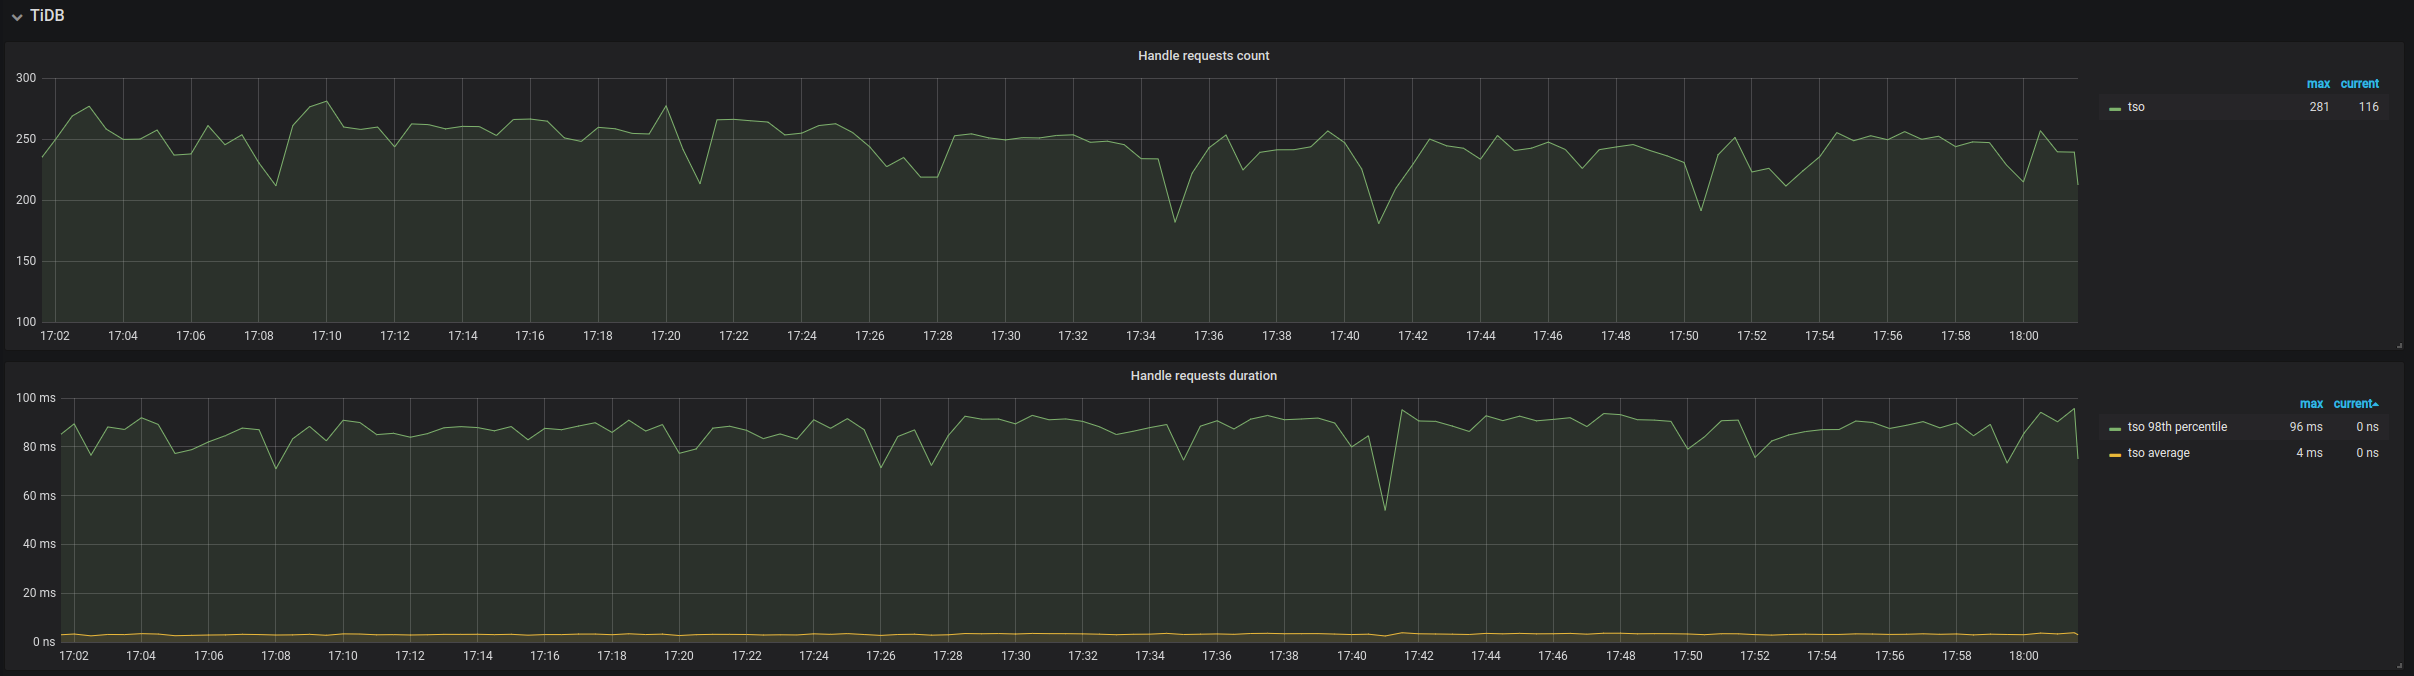 TiDB
Handle requests count
300
250
200
150
100
17:02 17:04 17:06 17:08 17:10 17:12 17:14 17:16 17:18 17:20 17:22 17:24 17:26 17:28 17:30 17:32 17:34 17:36 17:38 17:40 17:42 17:44 17:46 17:48 17:50 17:52 17:54 17:56 17:58 18:00
max current
tso 281 116
Handle requests duration
100 ms
80 ms
60 ms
40 ms
20 ms
0 ns
17:02 17:04 17:06 17:08 17:10 17:12 17:14 17:16 17:18 17:20 17:22 17:24 17:26 17:28 17:30 17:32 17:34 17:36 17:38 17:40 17:42 17:44 17:46 17:48 17:50 17:52 17:54 17:56 17:58 18:00
max current
tso 98th percentile 96 ms 0 ns
tso average 4 ms 0 ns